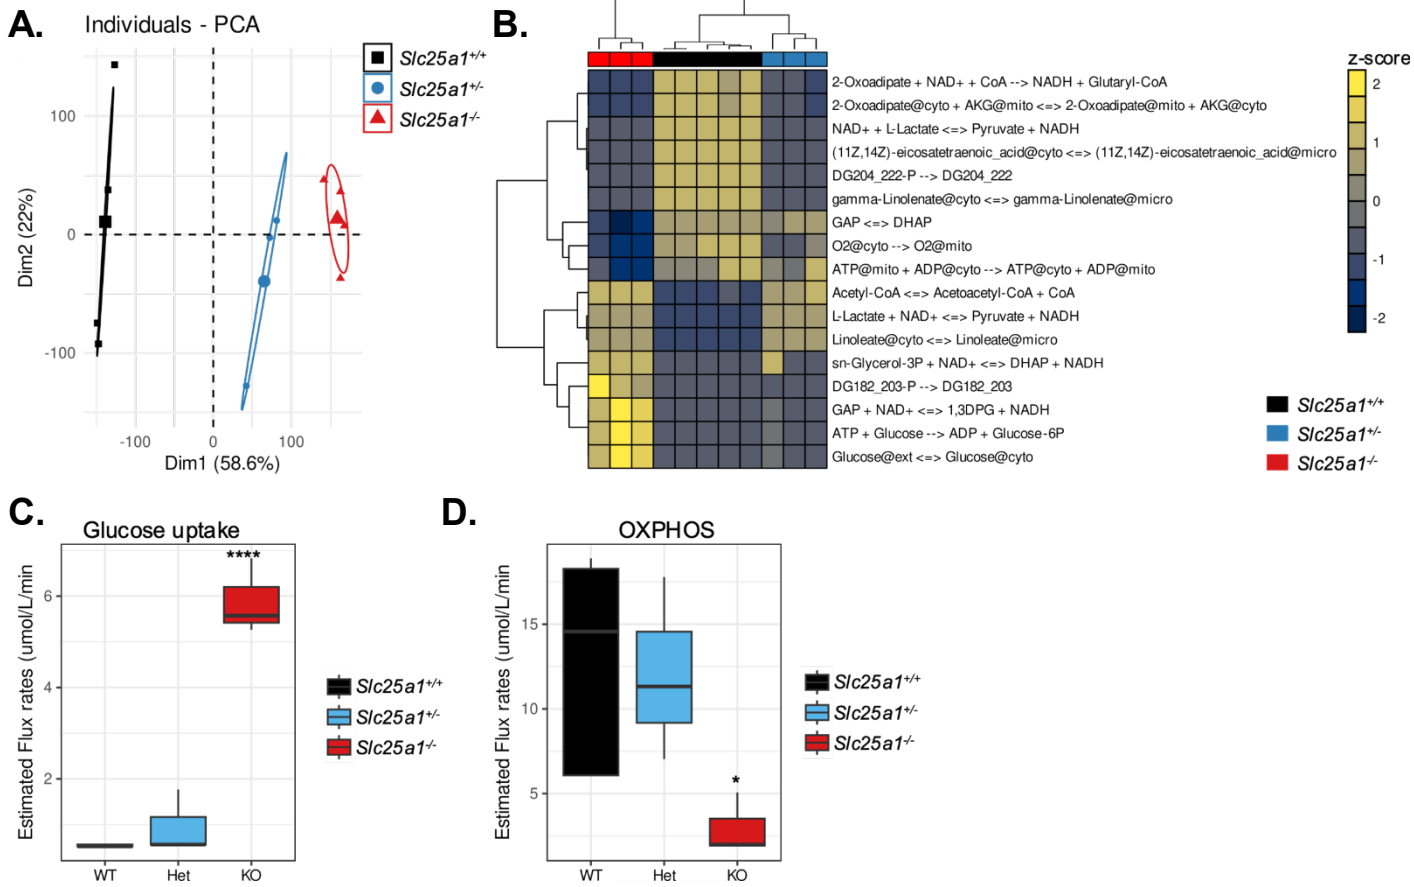 A.
Individuals - PCA
Dim2 (22%)
100
0
-100
-100
0
100
Dim1 (58.6%)
Slc25a1+/+
Slc25a1+/-
Slc25a1-/-
B.
2-Oxoadipate + NAD+ + CoA --> NADH + Glutaryl-CoA
2-Oxoadipate@cyto + AKG@mito <=> 2-Oxoadipate@mito + AKG@cyto
NAD+ + L-Lactate <=> Pyruvate + NADH
(11Z,14Z)-eicosatetraenoic_acid@cyto <=> (11Z,14Z)-eicosatetraenoic_acid@micro
DG204_222-P --> DG204_222
gamma-Linolenate@cyto <=> gamma-Linolenate@micro
GAP <=> DHAP
O2@cyto --> O2@mito
ATP@mito + ADP@cyto --> ATP@cyto + ADP@mito
Acetyl-CoA <=> Acetoacetyl-CoA + CoA
L-Lactate + NAD+ <=> Pyruvate + NADH
Linoleate@cyto <=> Linoleate@micro
sn-Glycerol-3P + NAD+ <=> DHAP + NADH
DG182_203-P --> DG182_203
GAP + NAD+ <=> 1,3DPG + NADH
ATP + Glucose --> ADP + Glucose-6P
Glucose@ext <=> Glucose@cyto
z-score
2
1
0
-1
-2
Slc25a1+/+
Slc25a1+/-
Slc25a1-/-
C.
Glucose uptake
Estimated Flux rates (umol/L/min
6
4
2
****
WT
Het
KO
Slc25a1+/+
Slc25a1+/-
Slc25a1-/-
D.
OXPHOS
Estimated Flux rates (umol/L/min
15
10
5
*
WT
Het
KO
Slc25a1+/+
Slc25a1+/-
Slc25a1-/-